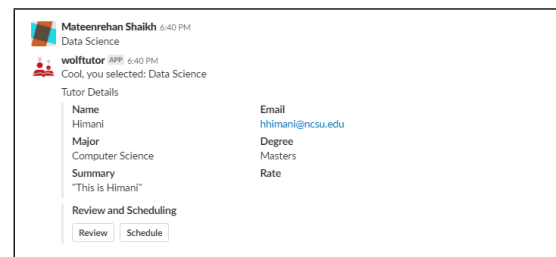 Mateenrehan Shaikh 6:40 PM
Data Science
wolftutor APP 6:40 PM
Cool, you selected: Data Science
Tutor Details
Name Email
Himani hhimani@ncsu.edu
Major Degree
Computer Science Masters
Summary Rate
"This is Himani"
Review and Scheduling
Review Schedule